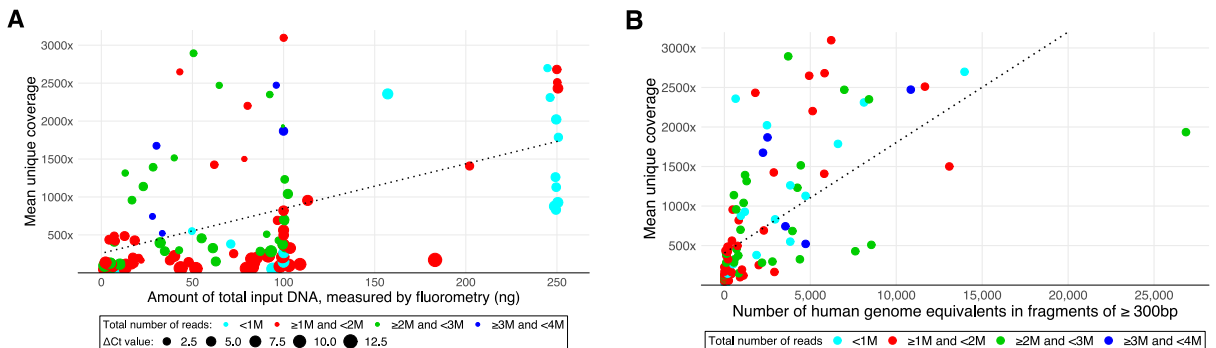 A
3000x
2500x
2000x
1500x
1000x
500x
Mean unique coverage
0 50 100 150 200 250
Amount of total input DNA, measured by fluorometry (ng)
Total number of reads: <1M ≥1M and <2M ≥2M and <3M ≥3M and <4M
ΔCt value: 2.5 5.0 7.5 10.0 12.5
B
3000x
2500x
2000x
1500x
1000x
500x
Mean unique coverage
0 5,000 10,000 15,000 20,000 25,000
Number of human genome equivalents in fragments of ≥ 300bp
Total number of reads <1M ≥1M and <2M ≥2M and <3M ≥3M and <4M